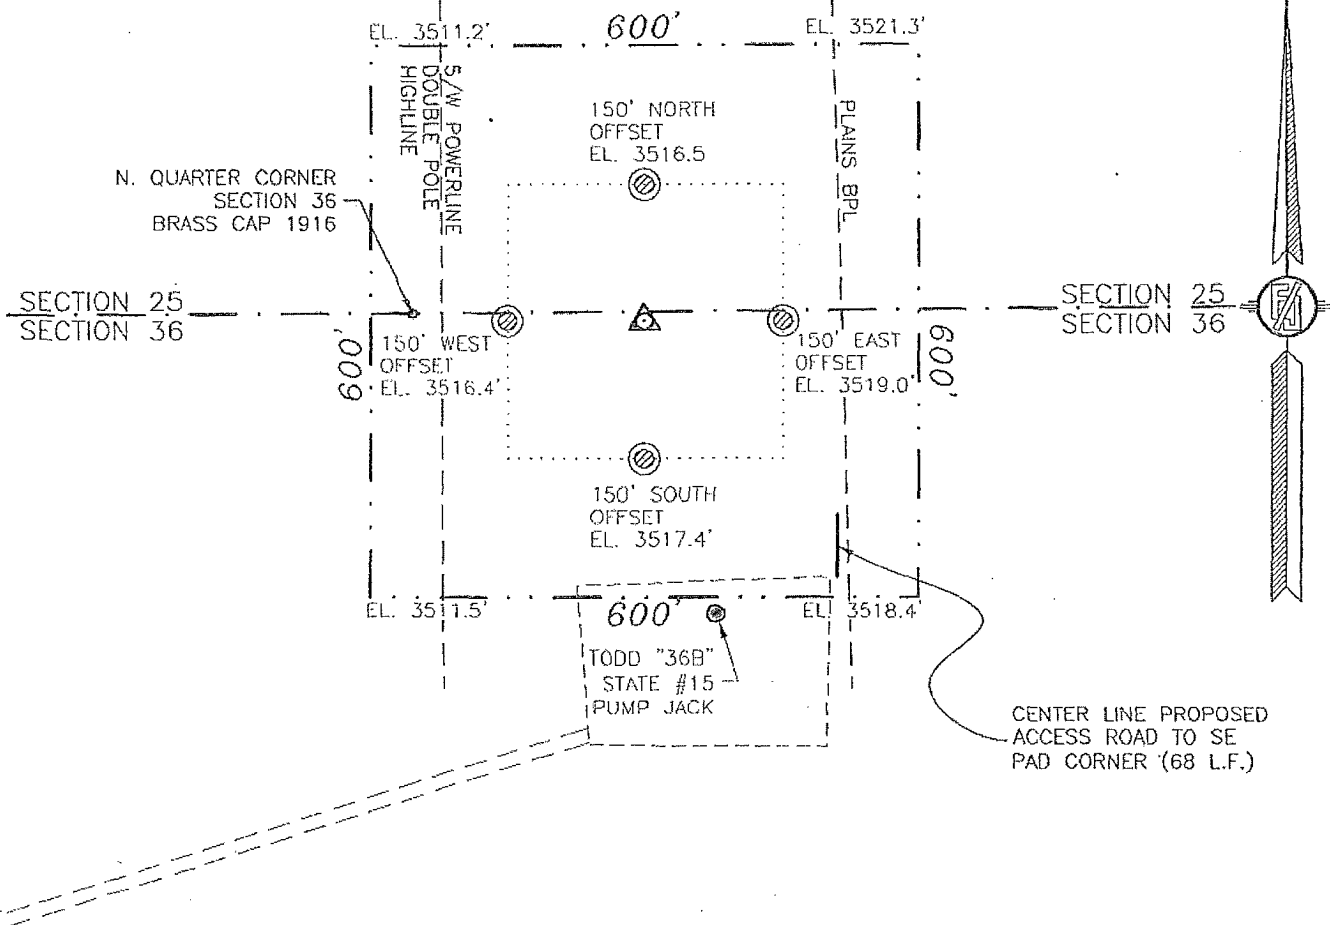 600'
EL. 3511.2'
EL. 3521.3'
S/W POWERLINE
DOUBLE POLE
HIGHLINE
150' NORTH
OFFSET
EL. 3516.5
PLAINS BPL
N. QUARTER CORNER
SECTION 36
BRASS CAP 1916
SECTION 25
SECTION 36
SECTION 25
SECTION 36
600'
150' WEST
OFFSET
EL. 3516.4'
150' EAST
OFFSET
EL. 3519.0'
600'
150' SOUTH
OFFSET
EL. 3517.4'
EL. 3511.5'
600'
EL. 3518.4'
TODD "36B"
STATE #15
PUMP JACK
CENTER LINE PROPOSED
ACCESS ROAD TO SE
PAD CORNER (68 L.F.)